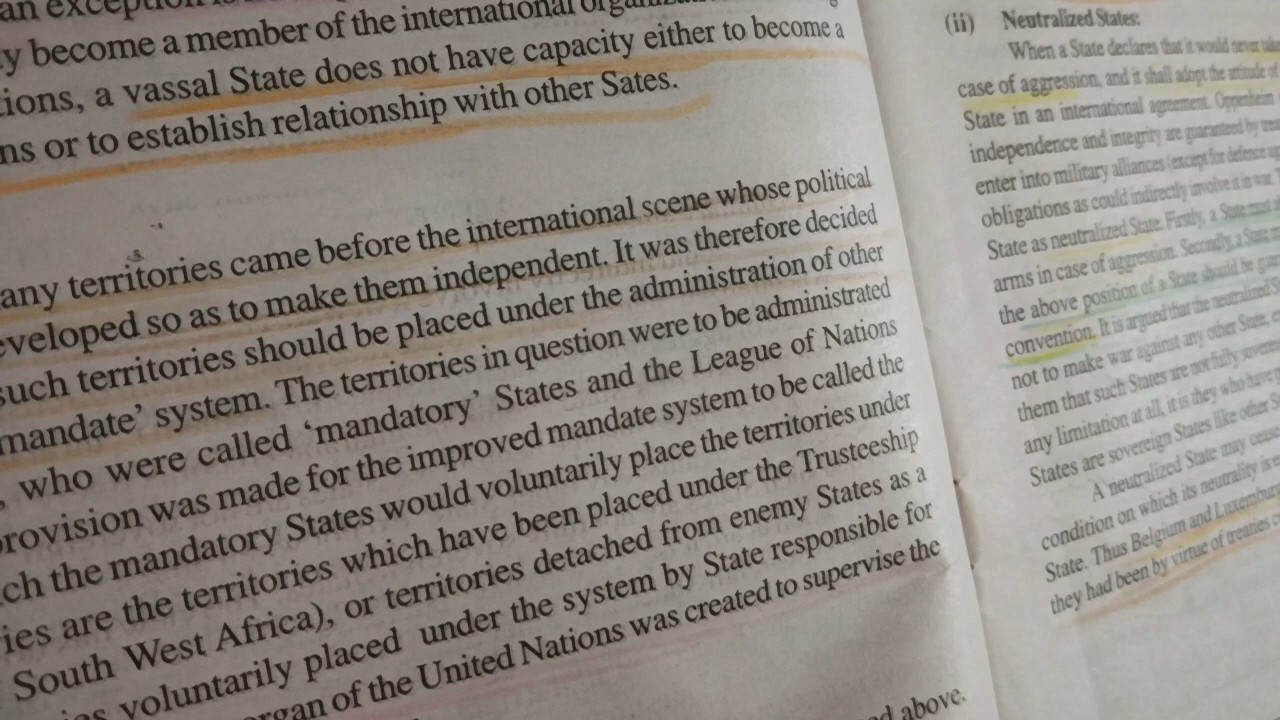 an exception is
y become a member of the international
ions, a vassal State does not have capacity either to become a
ns or to establish relationship with other Sates.
any territories came before the international scene whose political
eveloped so as to make them independent. It was therefore decided
such territories should be placed under the administration of other
mandate’ system. The territories in question were to be administrated
, who were called ‘mandatory’ States and the League of Nations
rovision was made for the improved mandate system to be called the
ch the mandatory States would voluntarily place the territories under
ies are the territories which have been placed under the Trusteeship
South West Africa), or territories detached from enemy States as a
ies voluntarily placed under the system by State responsible for
organ of the United Nations was created to supervise the
d above.
(ii) Neutralized States:
When a State declares that it would never
case of aggression, and it shall adopt the attitude of
State in an international agreement. Oppenheim
independence and integrity are guaranteed by
enter into military alliances (except for defence
obligations as could indirectly involve it in war.
State as neutralized State. Firstly, a State must
arms in case of aggression. Secondly, a State
the above position of a State should be
convention. It is argued that the neutralized
not to make war against any other State,
them that such States are not fully
any limitation at all, it is they who have
States are sovereign States like other
A neutralized State may
condition on which its neutrality is
State. Thus Belgium and
they had been by virtue of treaties